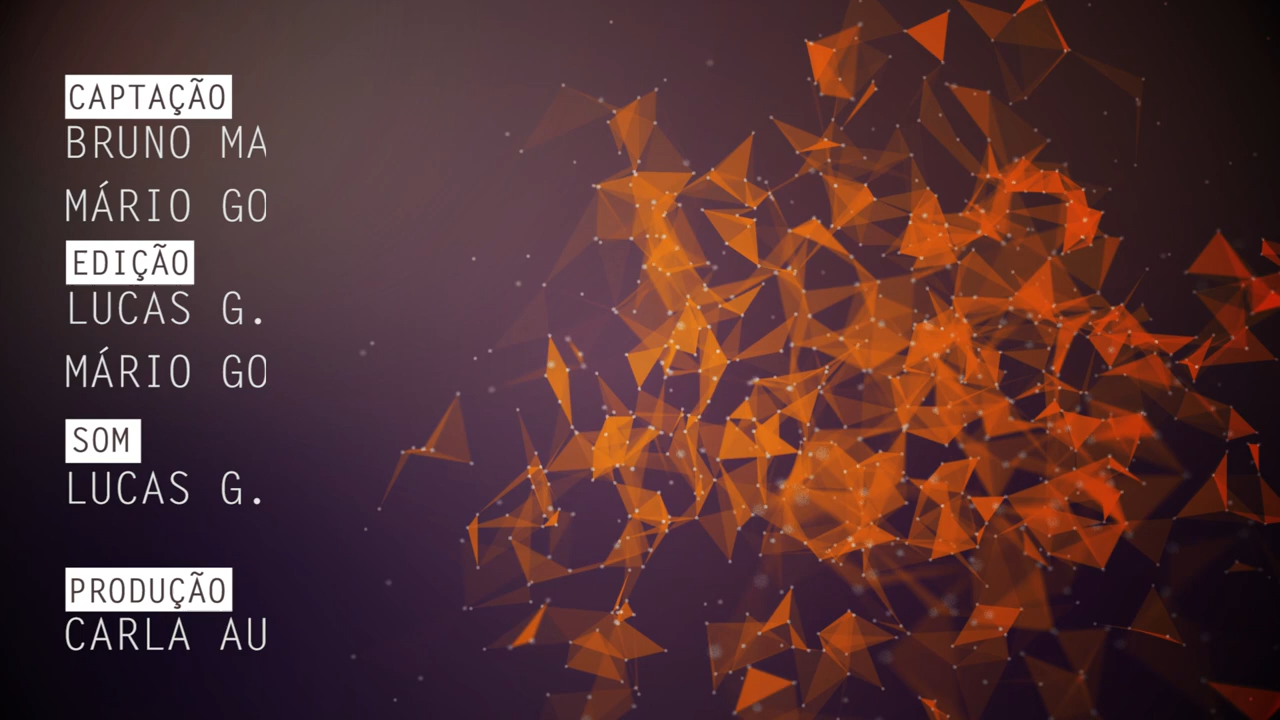 CAPTAÇÃO
BRUNO MA
MÁRIO GO
EDIÇÃO
LUCAS G.
MÁRIO GO
SOM
LUCAS G.
PRODUÇÃO
CARLA AU